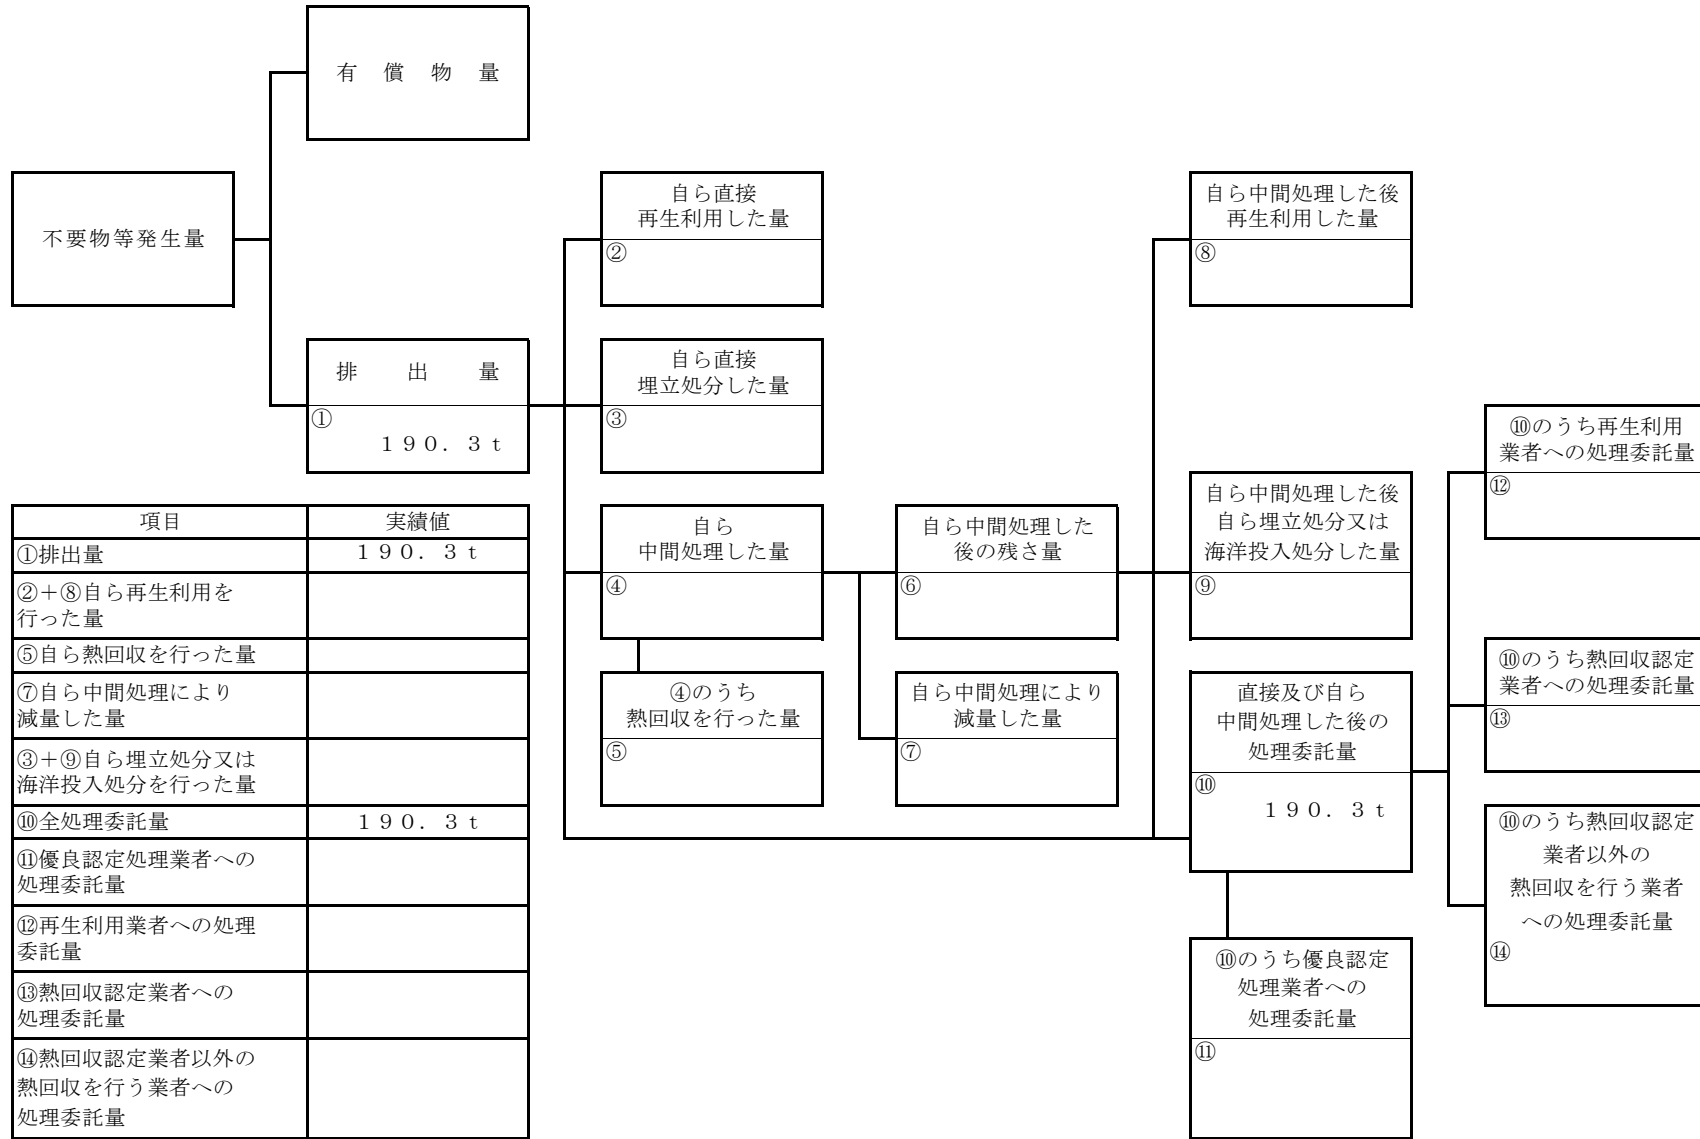 有　償　物　量
不要物等発生量
排　出　量
①
１９０．３ｔ
自ら直接
再生利用した量
②
自ら直接
埋立処分した量
③
自ら
中間処理した量
④
④のうち
熱回収を行った量
⑤
自ら中間処理した
後の残さ量
⑥
自ら中間処理により
減量した量
⑦
自ら中間処理した後
再生利用した量
⑧
自ら中間処理した後
自ら埋立処分又は
海洋投入処分した量
⑨
直接及び自ら
中間処理した後の
処理委託量
⑩
１９０．３ｔ
⑩のうち優良認定
処理業者への
処理委託量
⑪
⑩のうち再生利用
業者への処理委託量
⑫
⑩のうち熱回収認定
業者への処理委託量
⑬
⑩のうち熱回収認定
業者以外の
熱回収を行う業者
への処理委託量
⑭
項目　実績値
①排出量　１９０．３ｔ
②＋⑧自ら再生利用を
行った量
⑤自ら熱回収を行った量
⑦自ら中間処理により
減量した量
③＋⑨自ら埋立処分又は
海洋投入処分を行った量
⑩全処理委託量　１９０．３ｔ
⑪優良認定処理業者への
処理委託量
⑫再生利用業者への処理
委託量
⑬熱回収認定業者への
処理委託量
⑭熱回収認定業者以外の
熱回収を行う業者への
処理委託量